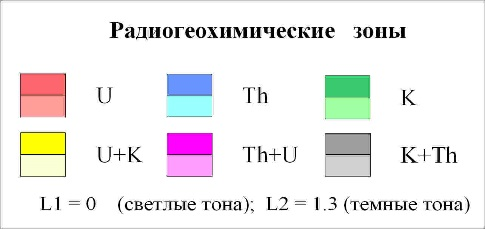 Радиогеохимические зоны
U Th K
U+K Th+U K+Th
L1 = 0 (светлые тона); L2 = 1.3 (темные тона)